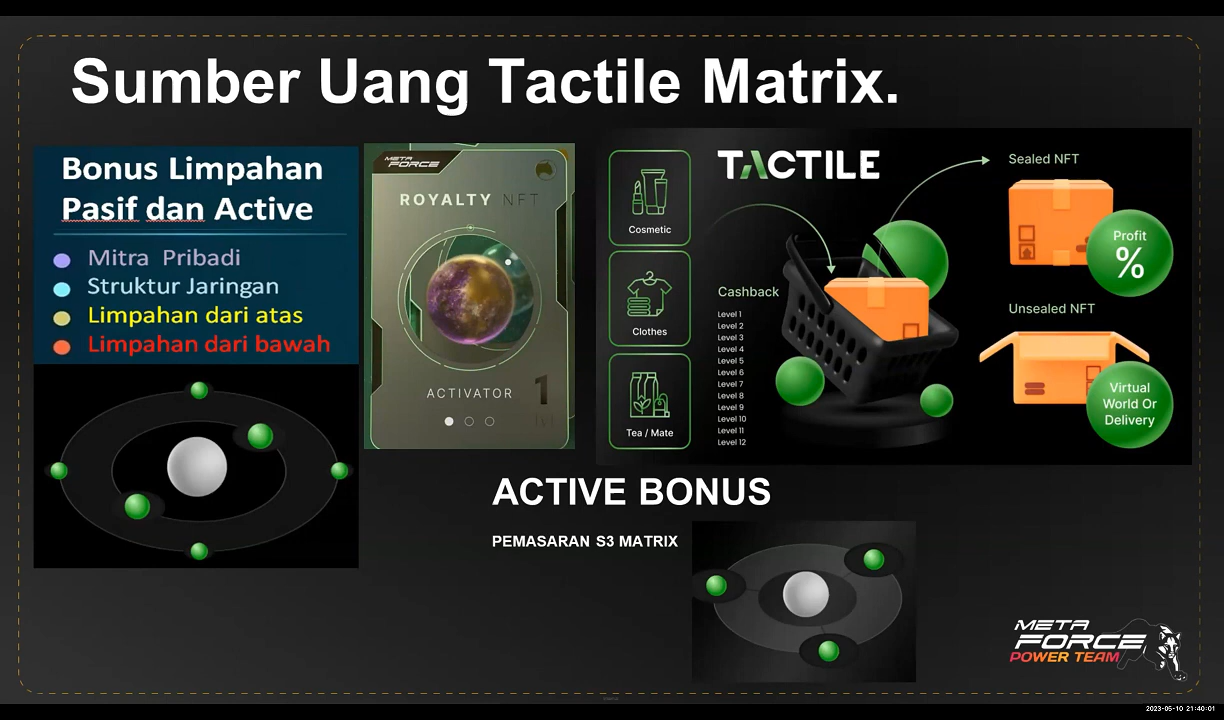 Sumber Uang Tactile Matrix.
Bonus Limpahan
Pasif dan Active
Mitra Pribadi
Struktur Jaringan
Limpahan dari atas
Limpahan dari bawah
META
FORCE
ROYALTY NFT
ACTIVATOR
1
lvl
TACTILE
Cosmetic
Clothes
Tea / Mate
Cashback
Level 1
Level 2
Level 3
Level 4
Level 5
Level 6
Level 7
Level 8
Level 9
Level 10
Level 11
Level 12
Sealed NFT
Profit
%
Unsealed NFT
Virtual
World Or
Delivery
ACTIVE BONUS
PEMASARAN S3 MATRIX
META
FORCE
POWER TEAM
2023-05-10 21:40:01